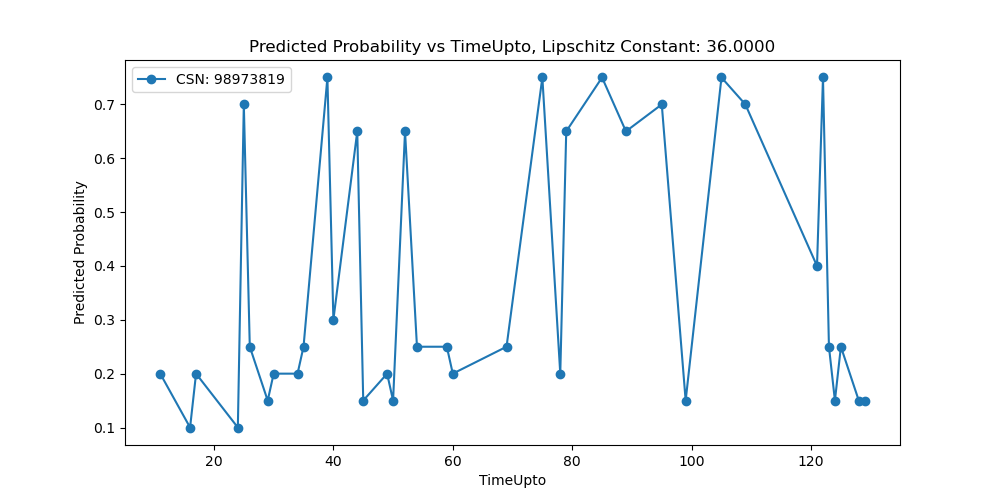 Predicted Probability vs TimeUpto, Lipschitz Constant: 36.0000
CSN: 98973819
Predicted Probability
0.7
0.6
0.5
0.4
0.3
0.2
0.1
20 40 60 80 100 120
TimeUpto